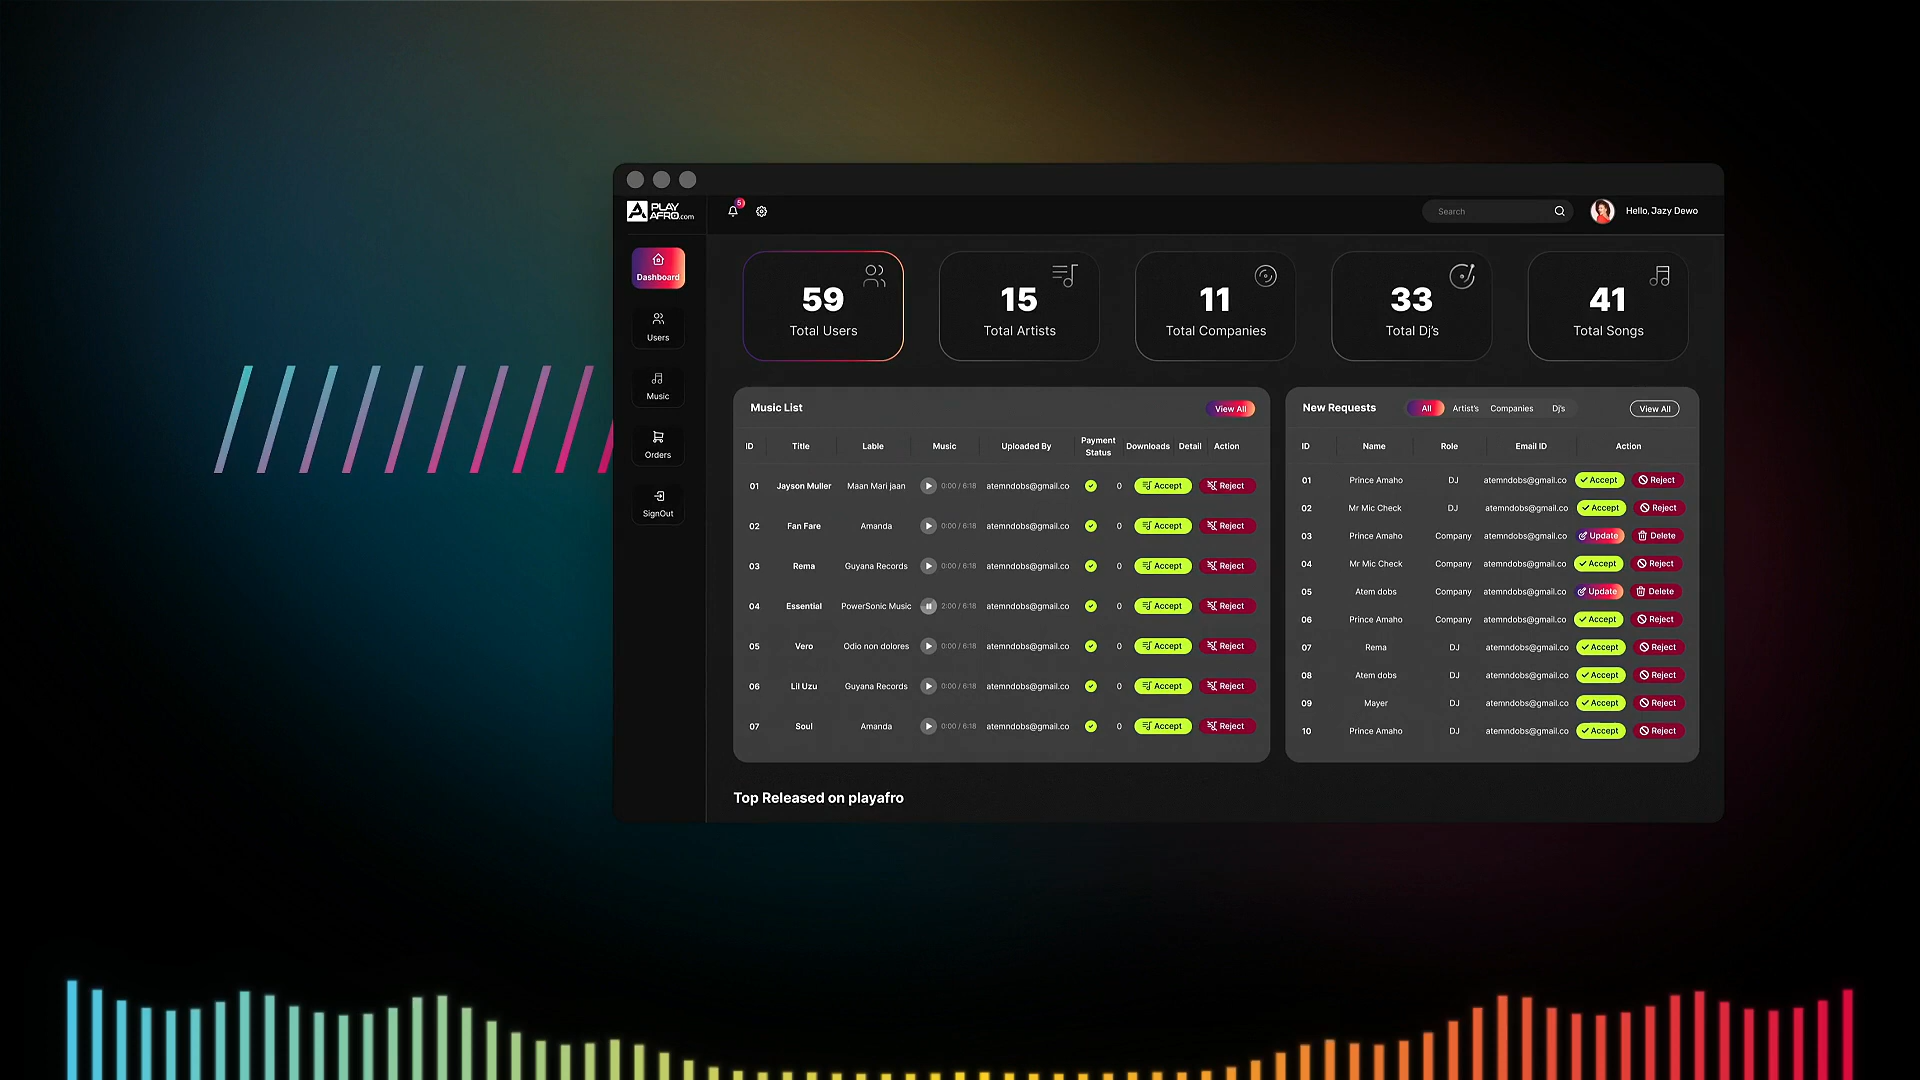 PLAY
AFRO.com
5
Search
Hello, Jazy Dewo
Dashboard
Users
Music
Orders
SignOut
59
Total Users
15
Total Artists
11
Total Companies
33
Total Dj's
41
Total Songs
Music List
View All
ID Title Lable Music Uploaded By Payment Status Downloads Detail Action
01 Jayson Muller Maan Mari jaan 0:00 / 6:18 atemndobs@gmail.co 0 Accept Reject
02 Fan Fare Amanda 0:00 / 6:18 atemndobs@gmail.co 0 Accept Reject
03 Rema Guyana Records 0:00 / 6:18 atemndobs@gmail.co 0 Accept Reject
04 Essential PowerSonic Music 2:00 / 6:18 atemndobs@gmail.co 0 Accept Reject
05 Vero Odio non dolores 0:00 / 6:18 atemndobs@gmail.co 0 Accept Reject
06 Lil Uzu Guyana Records 0:00 / 6:18 atemndobs@gmail.co 0 Accept Reject
07 Soul Amanda 0:00 / 6:18 atemndobs@gmail.co 0 Accept Reject
New Requests All Artist's Companies Dj's View All
ID Name Role Email ID Action
01 Prince Amaho DJ atemndobs@gmail.co Accept Reject
02 Mr Mic Check DJ atemndobs@gmail.co Accept Reject
03 Prince Amaho Company atemndobs@gmail.co Update Delete
04 Mr Mic Check Company atemndobs@gmail.co Accept Reject
05 Atem dobs Company atemndobs@gmail.co Update Delete
06 Prince Amaho Company atemndobs@gmail.co Accept Reject
07 Rema DJ atemndobs@gmail.co Accept Reject
08 Atem dobs DJ atemndobs@gmail.co Accept Reject
09 Mayer DJ atemndobs@gmail.co Accept Reject
10 Prince Amaho DJ atemndobs@gmail.co Accept Reject
Top Released on playafro